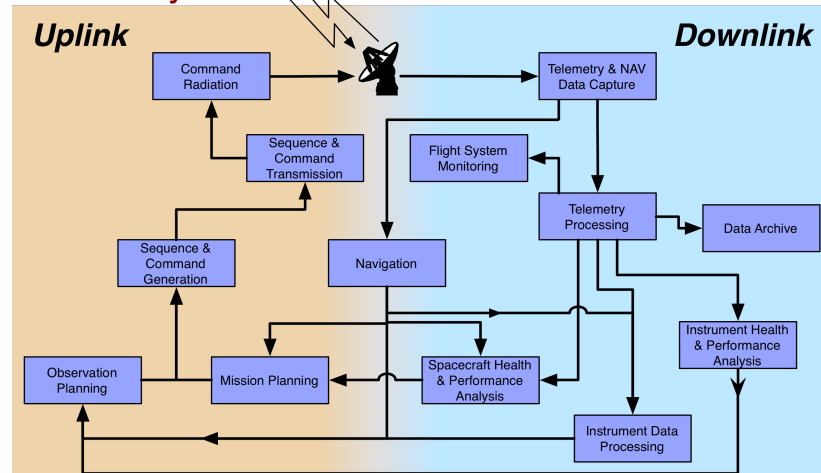 Uplink
Downlink
Command
Radiation
Telemetry & NAV
Data Capture
Sequence &
Command
Transmission
Flight System
Monitoring
Telemetry
Processing
Data Archive
Sequence &
Command
Generation
Navigation
Instrument Health
& Performance
Analysis
Observation
Planning
Mission Planning
Spacecraft Health
& Performance
Analysis
Instrument Data
Processing